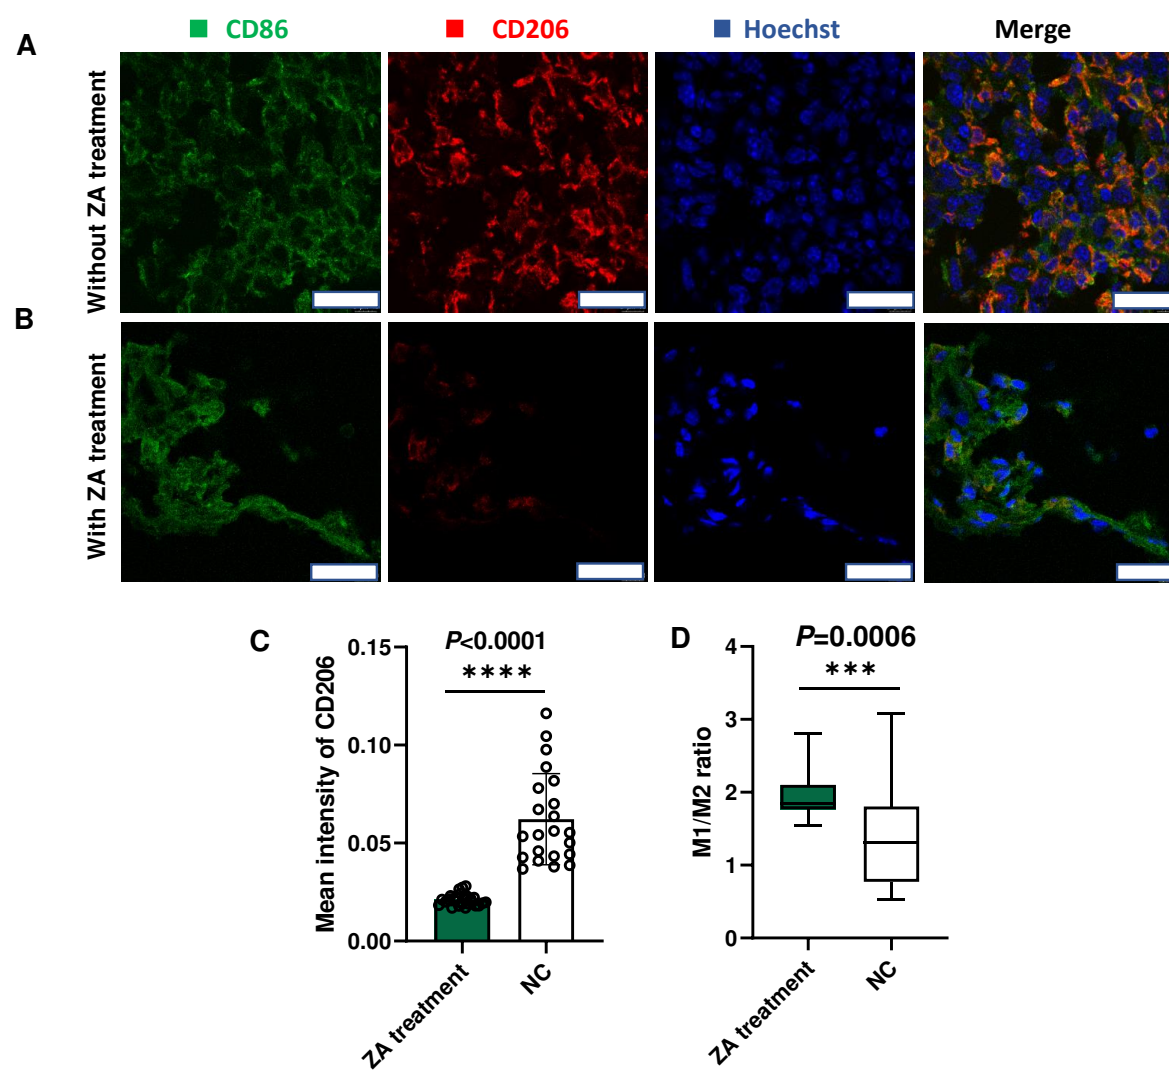 CD86
CD206
Hoechst
Merge
A
Without ZA treatment
B
With ZA treatment
C
P<0.0001
****
Mean intensity of CD206
0.15
0.10
0.05
0.00
ZA treatment
NC
D
P=0.0006
***
M1/M2 ratio
4
3
2
1
0
ZA treatment
NC